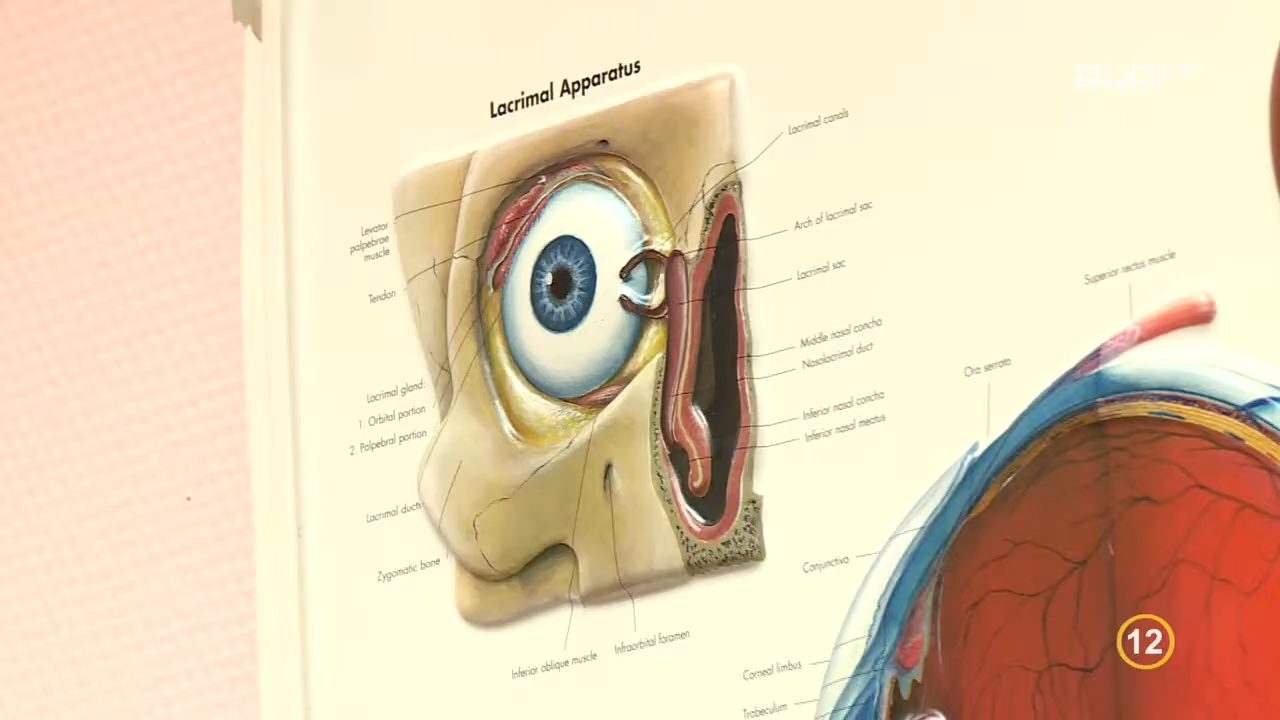 Lacrimal Apparatus
Lacrimal canals
Levator
palpebrae
muscle
Tendon
Lacrimal gland:
1 Orbital portion
2. Palpebral portion
Lacrimal ducts
Zygomatic bone
Inferior oblique muscle
Infraorbital foramen
Arch of lacrimal sac
Lacrimal sac
Middle nasal concha
Nasolacrimal duct
Inferior nasal concha
Inferior nasal meatus
Superior rectus muscle
Ora serrata
Conjunctiva
Corneal limbus
Trabeculum
12